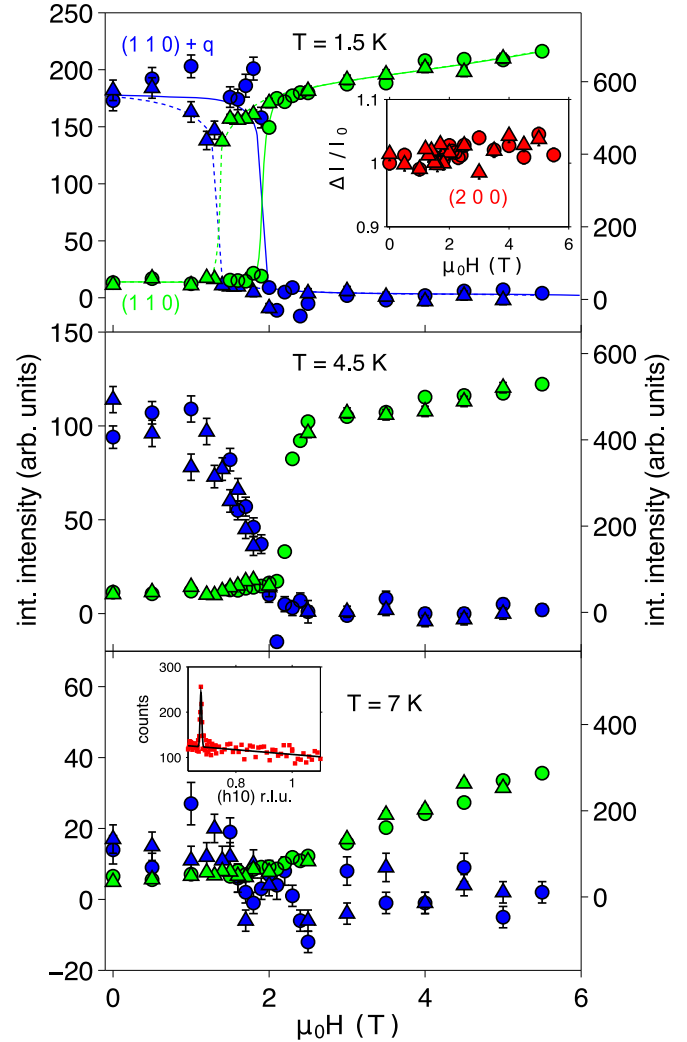 (1 1 0) + q
T = 1.5 K
250
200
150
100
50
0
600
400
200
0
1.1
1
0.9
Δ I / I0
(2 0 0)
0 2 4 6
μ0H (T)
(1 1 0)
150
100
50
0
T = 4.5 K
600
400
200
0
int. intensity (arb. units)
int. intensity (arb. units)
60
40
20
0
−20
300
200
100
counts
0.8 1
(h10) r.l.u.
T = 7 K
400
200
0
0 2 4 6
μ0H (T)